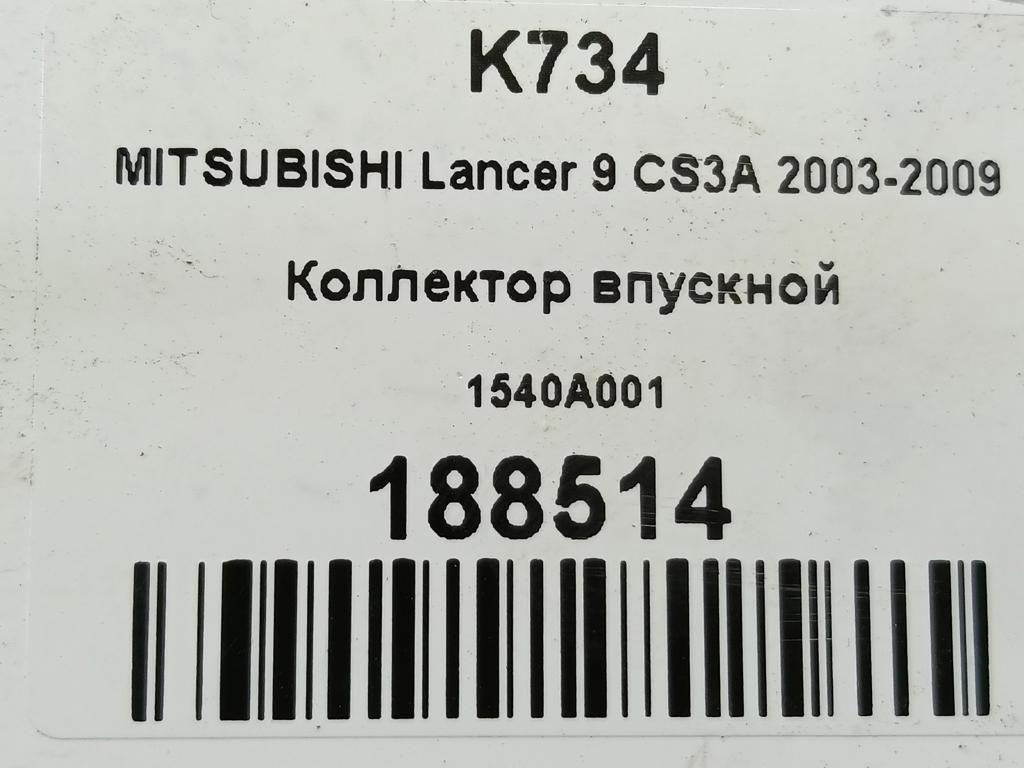 K734
MITSUBISHI Lancer 9 CS3A 2003-2009
Коллектор впускной
1540A001
188514